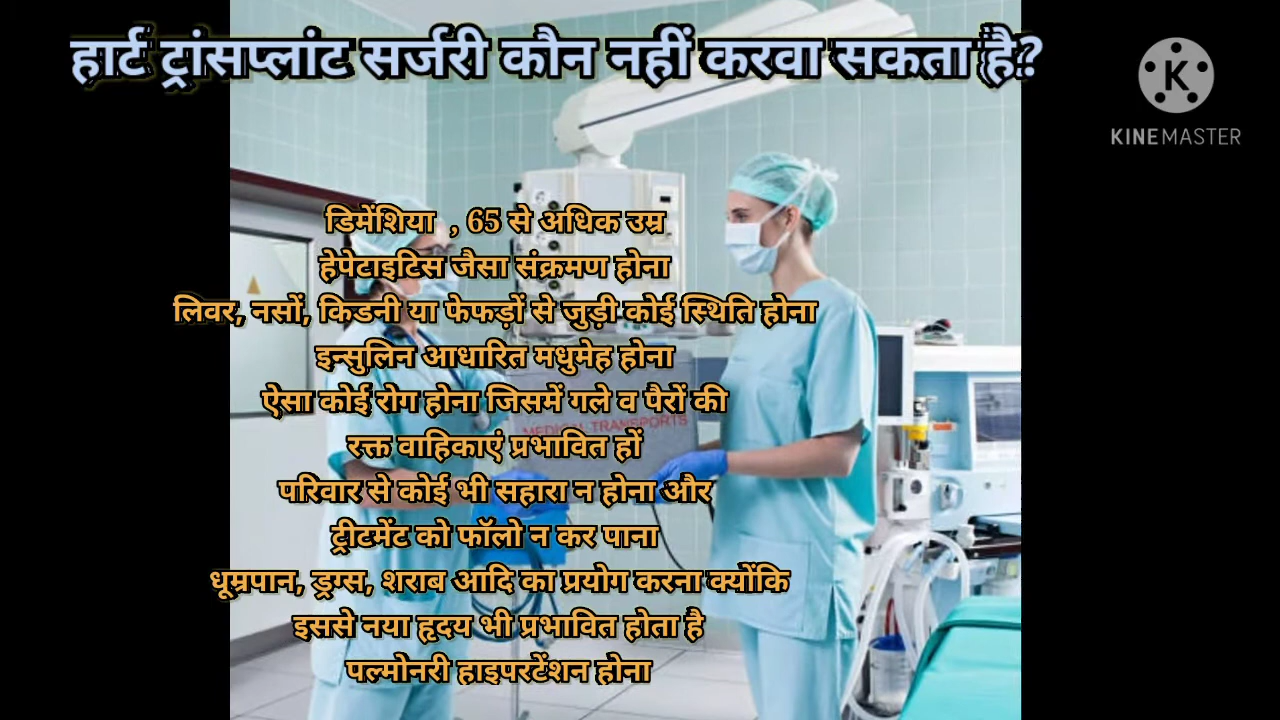 हार्ट ट्रांसप्लांट सर्जरी कौन नहीं करवा सकता है?
K
KINEMASTER
डिमेंशिया , 65 से अधिक उम्र
हेपेटाइटिस जैसा संक्रमण होना
लिवर, नसों, किडनी या फेफड़ों से जुड़ी कोई स्थिति होना
इन्सुलिन आधारित मधुमेह होना
ऐसा कोई रोग होना जिसमें गले व पैरों की
MEDICAL TRANSPORTS
रक्त वाहिकाएं प्रभावित हों
परिवार से कोई भी सहारा न होना और
ट्रीटमेंट को फॉलो न कर पाना
धूम्रपान, ड्रग्स, शराब आदि का प्रयोग करना क्योंकि
इससे नया हृदय भी प्रभावित होता है
पल्मोनरी हाइपरटेंशन होना